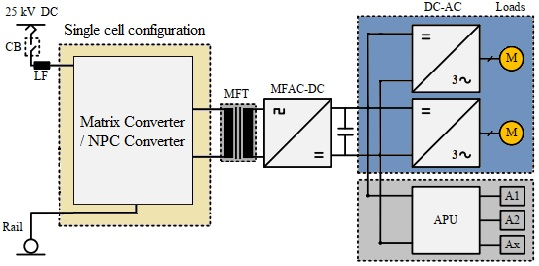 25 kV DC
DC-AC
Loads
CB
Single cell configuration
LF
MFT
MFAC-DC
Matrix Converter
/ NPC Converter
=
3~
M
=
3~
M
=
Rail
APU
A1
A2
Ax